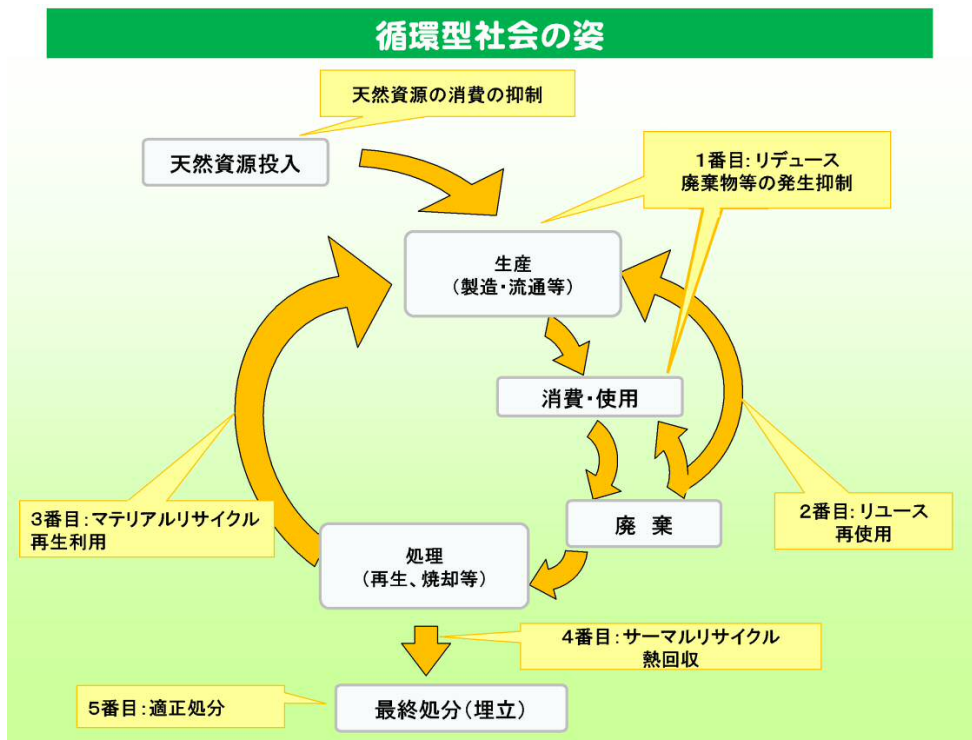 循環型社会の姿
天然資源の消費の抑制
天然資源投入
1番目:リデュース
廃棄物等の発生抑制
生産
(製造・流通等)
消費・使用
3番目:マテリアルリサイクル
再生利用
2番目:リユース
再使用
廃 棄
処理
(再生、焼却等)
4番目:サーマルリサイクル
熱回収
5番目:適正処分
最終処分(埋立)